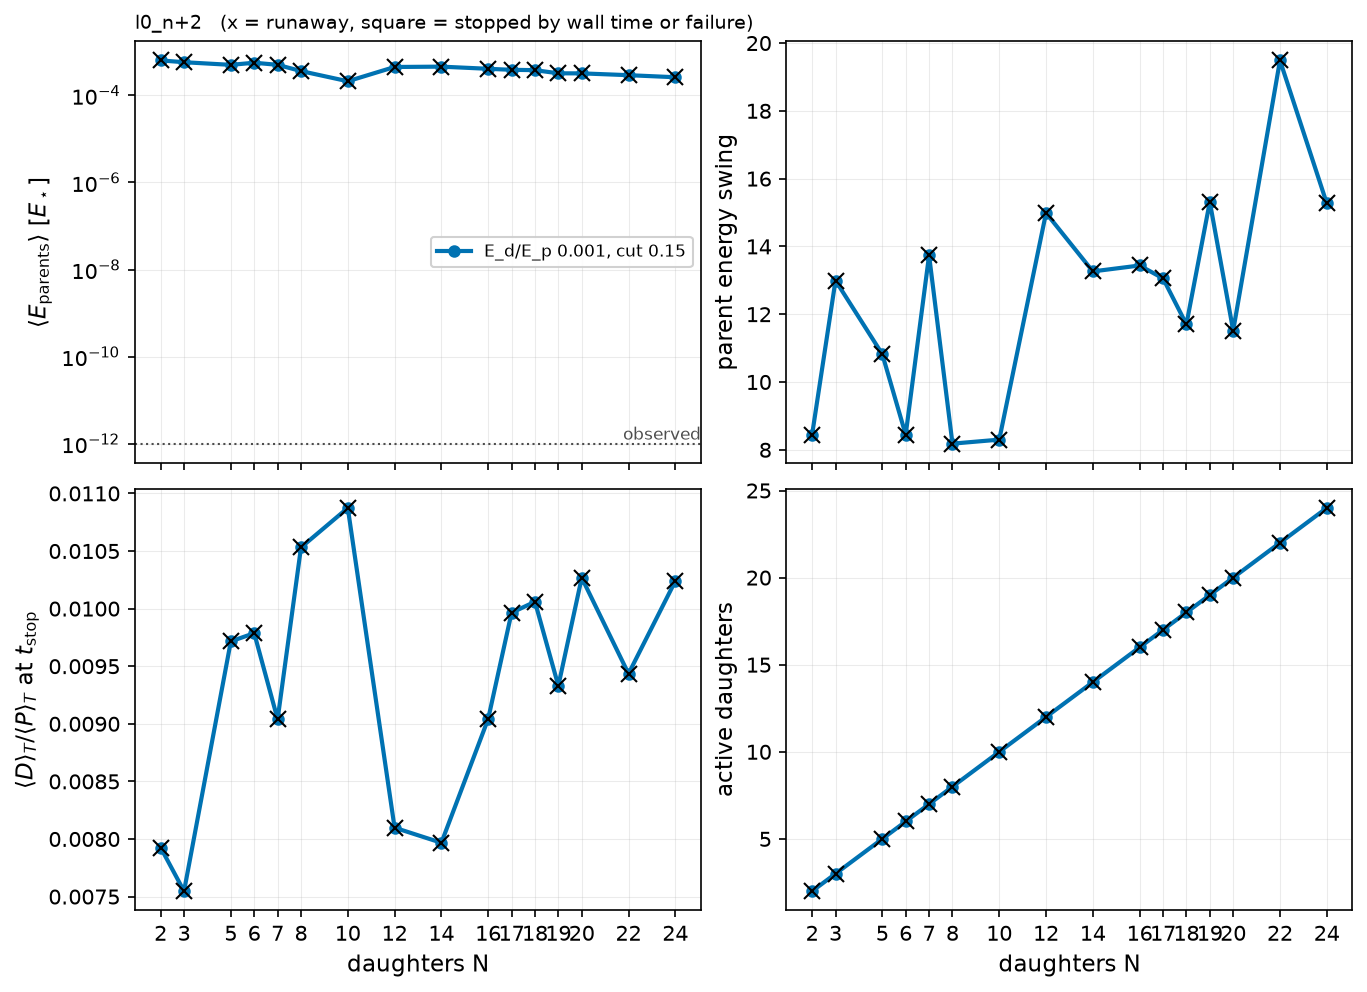 l0_n+2   (x = runaway, square = stopped by wall time or failure)
⟨E_parents⟩ [E_⋆]
10^−4
10^−6
10^−8
10^−10
10^−12
E_d/E_p 0.001, cut 0.15
observed
parent energy swing
20
18
16
14
12
10
8
⟨D⟩_T/⟨P⟩_T at t_stop
0.0110
0.0105
0.0100
0.0095
0.0090
0.0085
0.0080
0.0075
2 3 5 6 7 8 10 12 14 16 17 18 19 20 22 24
daughters N
active daughters
25
20
15
10
5
2 3 5 6 7 8 10 12 14 16 17 18 19 20 22 24
daughters N